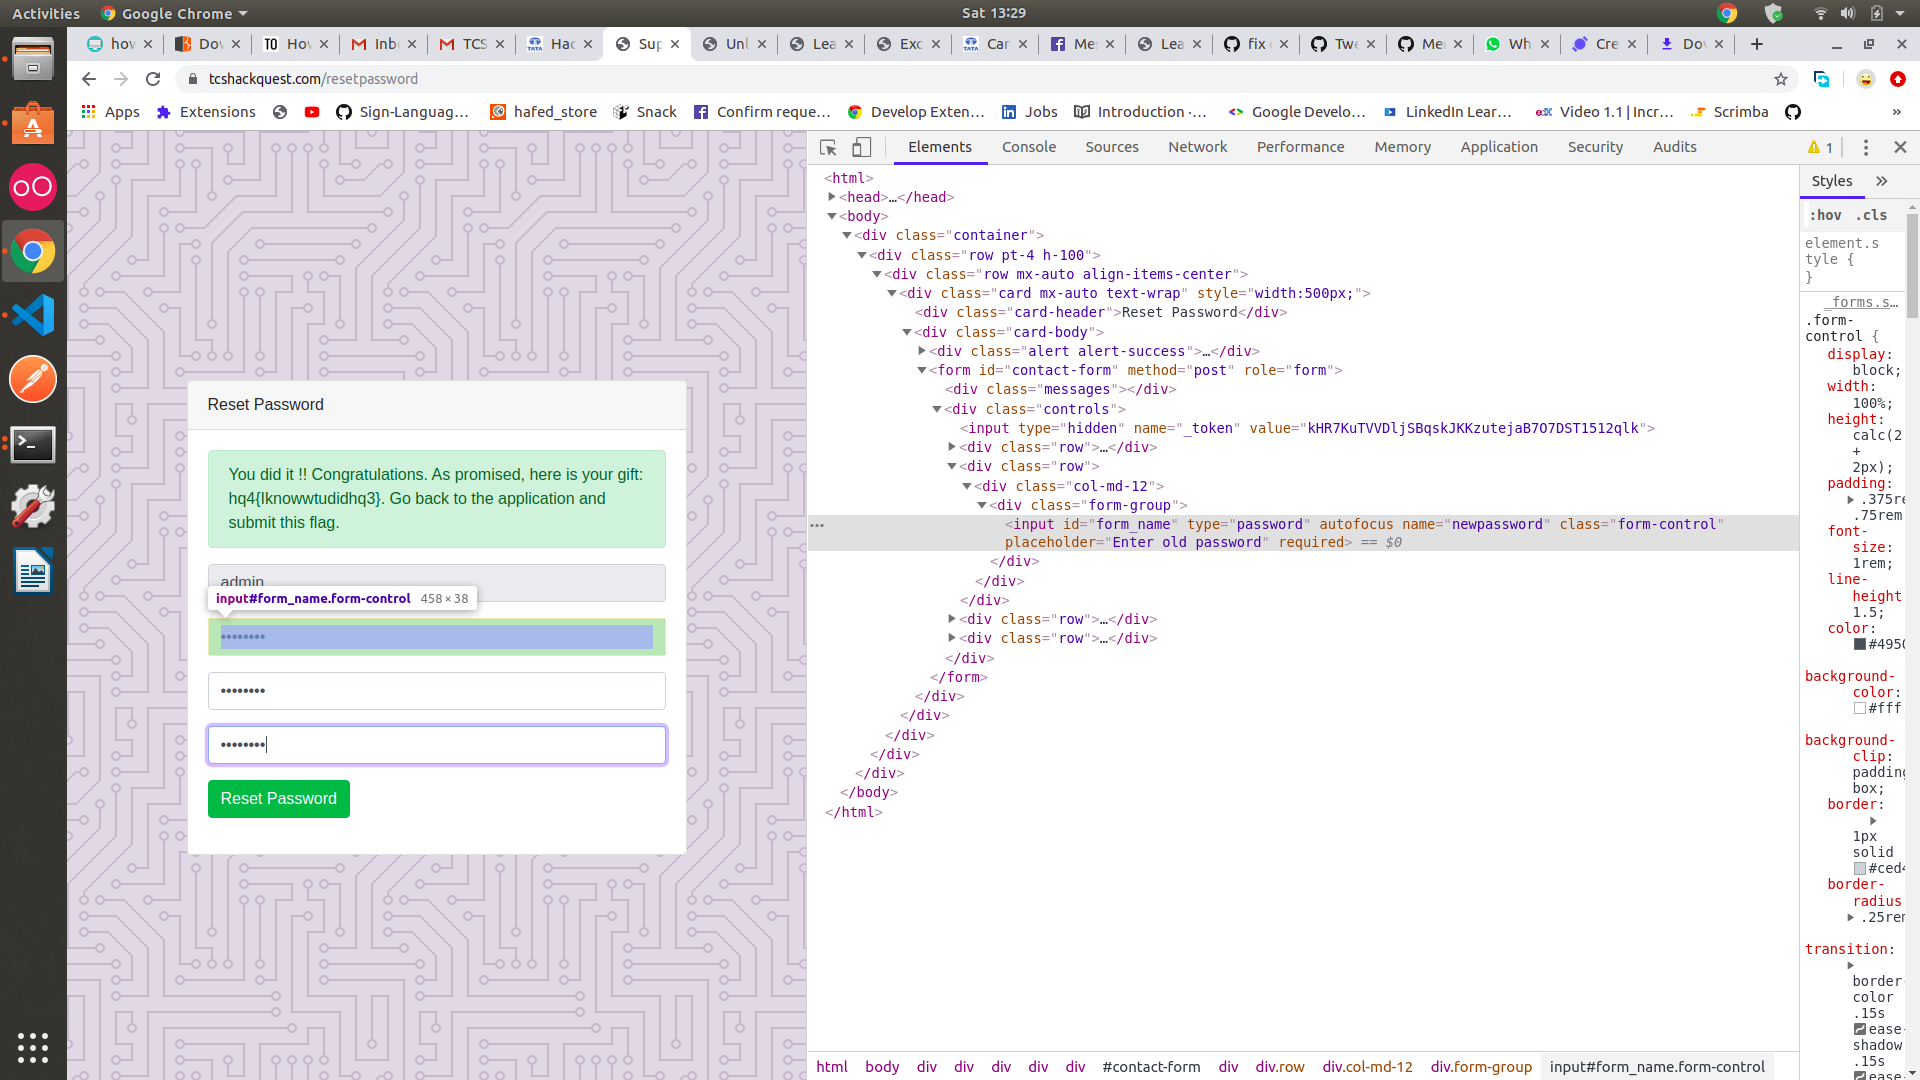 Activities Google Chrome Sat 13:29
hov Dov TO Hov Inb TCS TATA Hac Sup Unl Lea Exc TATA Car Me Lea fix Twe Me Wh Cre Dov
tcshackquest.com/resetpassword
Apps Extensions Sign-Languag… hafed_store Snack Confirm reque… Develop Exten… Jobs Introduction -… Google Develo… LinkedIn Lear… edX Video 1.1 | Incr… Scrimba »
Reset Password
You did it !! Congratulations. As promised, here is your gift:
hq4{Iknowwtudidhq3}. Go back to the application and
submit this flag.
admin
input#form_name.form-control 458 × 38
••••••••
••••••••
••••••••
Reset Password
Elements Console Sources Network Performance Memory Application Security Audits 1
<html>
<head>…</head>
<body>
<div class="container">
<div class="row pt-4 h-100">
<div class="row mx-auto align-items-center">
<div class="card mx-auto text-wrap" style="width:500px;">
<div class="card-header">Reset Password</div>
<div class="card-body">
<div class="alert alert-success">…</div>
<form id="contact-form" method="post" role="form">
<div class="messages"></div>
<div class="controls">
<input type="hidden" name="_token" value="kHR7KuTVVDljSBqskJKKzutejaB7O7DST1512qlk">
<div class="row">…</div>
<div class="row">
<div class="col-md-12">
<div class="form-group">
<input id="form_name" type="password" autofocus name="newpassword" class="form-control"
placeholder="Enter old password" required> == $0
</div>
</div>
</div>
<div class="row">…</div>
<div class="row">…</div>
</div>
</form>
</div>
</div>
</div>
</div>
</div>
</body>
</html>
html body div div div div div #contact-form div div.row div.col-md-12 div.form-group input#form_name.form-control
Styles »
:hov .cls
element.s
tyle {
}
_forms.s…
.form-
control {
display:
block;
width:
100%;
height:
calc(2
+
2px);
padding:
.375re
.75rem
font-
size:
1rem;
line-
height
1.5;
color:
#495
background-
color:
#fff
background-
clip:
padding
box;
border:
1px
solid
#ced4
border-
radius
.25rem
transition:
border-
color
.15s
ease-
shadow
.15s
ease-